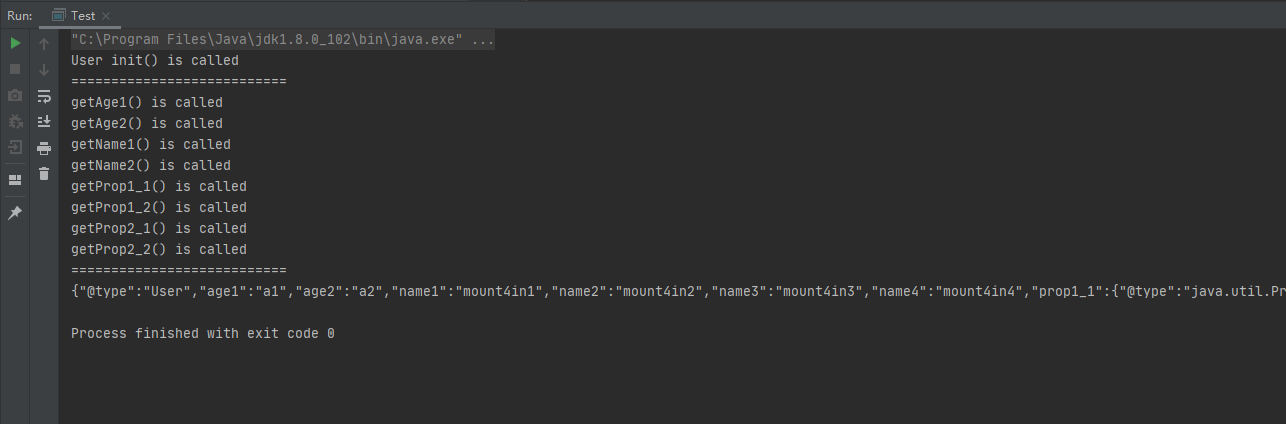 Run: Test
"C:\Program Files\Java\jdk1.8.0_102\bin\java.exe" ...
User init() is called
===========================
getAge1() is called
getAge2() is called
getName1() is called
getName2() is called
getProp1_1() is called
getProp1_2() is called
getProp2_1() is called
getProp2_2() is called
===========================
{"@type":"User","age1":"a1","age2":"a2","name1":"mount4in1","name2":"mount4in2","name3":"mount4in3","name4":"mount4in4","prop1_1":{"@type":"java.util.Pr
Process finished with exit code 0